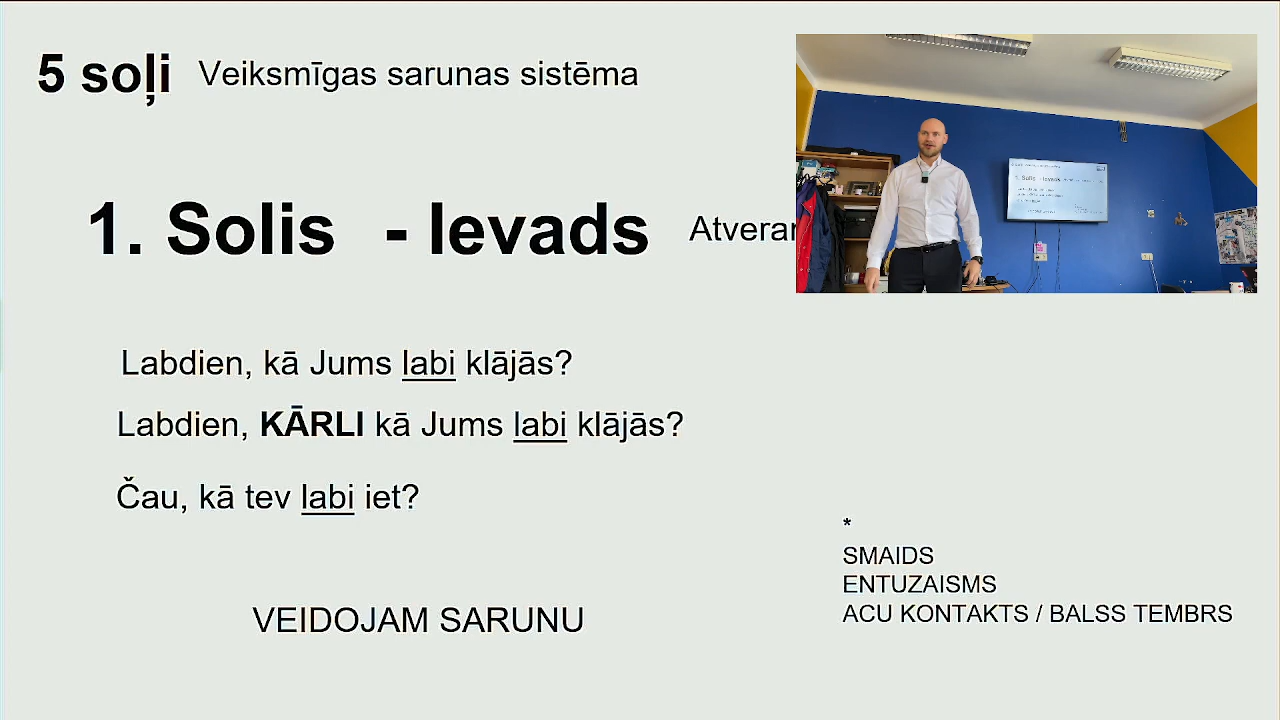 5 soļi Veiksmīgas sarunas sistēma
1. Solis - Ievads
Labdien, kā Jums labi klājās?
Labdien, KĀRLI kā Jums labi klājās?
Čau, kā tev labi iet?
*
SMAIDS
ENTUZAISMS
ACU KONTAKTS / BALSS TEMBRS
VEIDOJAM SARUNU